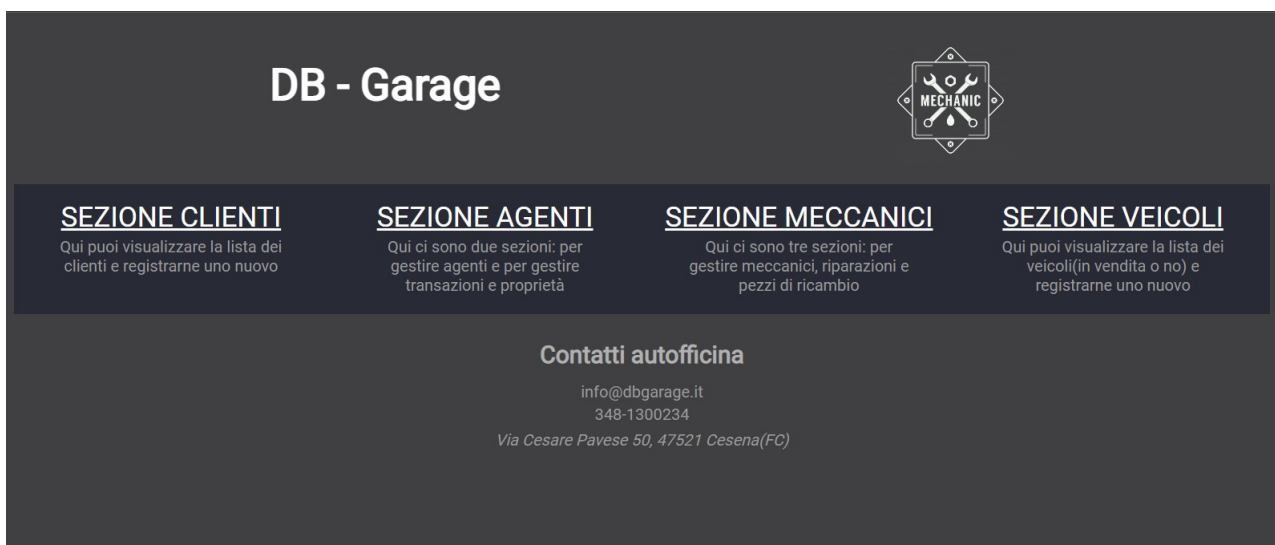 DB - Garage
MECHANIC
SEZIONE CLIENTI
Qui puoi visualizzare la lista dei
clienti e registrarne uno nuovo
SEZIONE AGENTI
Qui ci sono due sezioni: per
gestire agenti e per gestire
transazioni e proprietà
SEZIONE MECCANICI
Qui ci sono tre sezioni: per
gestire meccanici, riparazioni e
pezzi di ricambio
SEZIONE VEICOLI
Qui puoi visualizzare la lista dei
veicoli(in vendita o no) e
registrarne uno nuovo
Contatti autofficina
info@dbgarage.it
348-1300234
Via Cesare Pavese 50, 47521 Cesena(FC)